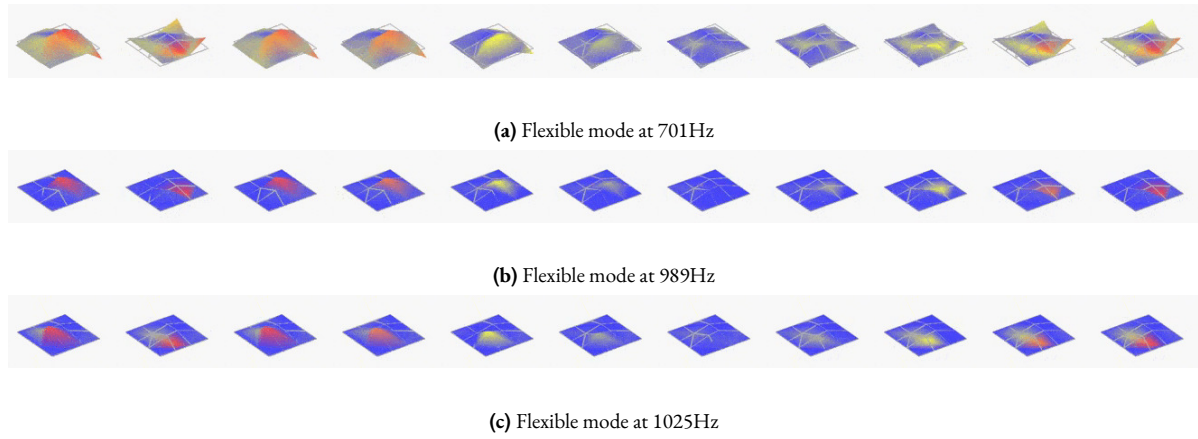 (a) Flexible mode at 701Hz
(b) Flexible mode at 989Hz
(c) Flexible mode at 1025Hz